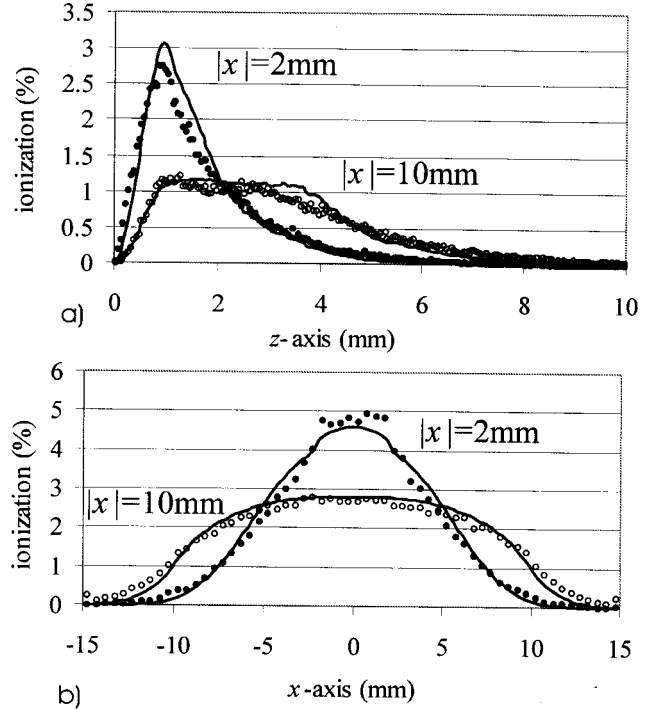 3.5
3
2.5
2
1.5
1
0.5
0
ionization (%)
|x|=2mm
|x|=10mm
0 2 4 6 8 10
a)
z-axis (mm)
6
5
4
3
2
1
0
ionization (%)
|x|=2mm
|x|=10mm
-15 -10 -5 0 5 10 15
x-axis (mm)
b)